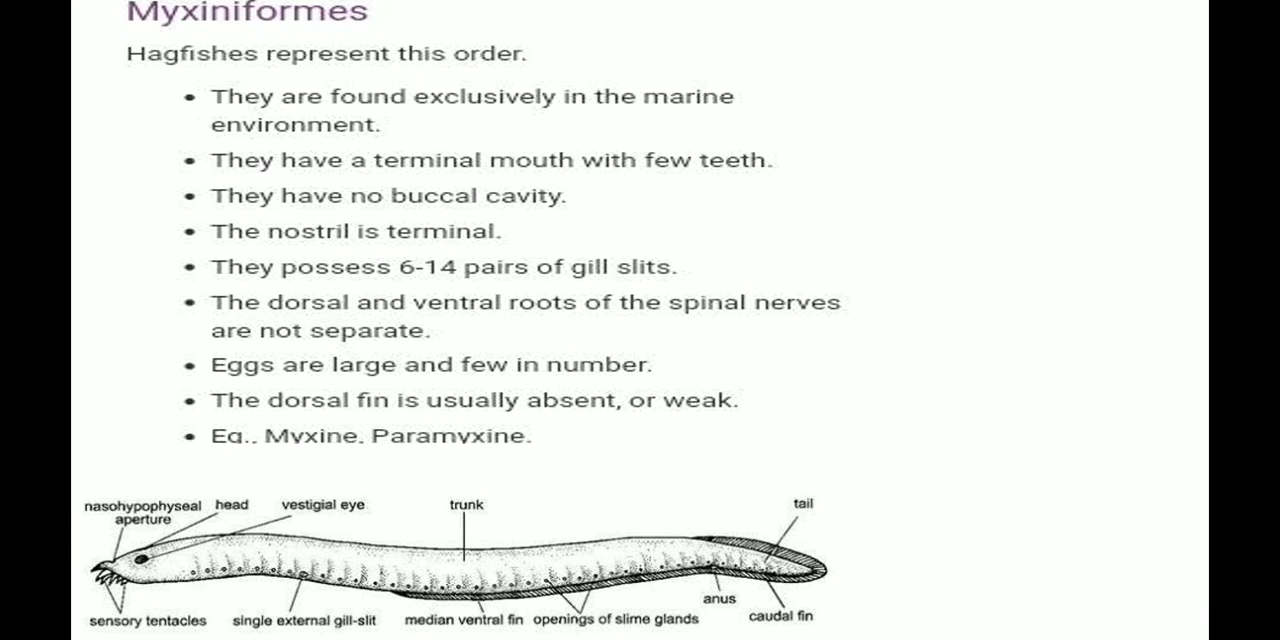 Myxiniformes
Hagfishes represent this order.
• They are found exclusively in the marine
environment.
• They have a terminal mouth with few teeth.
• They have no buccal cavity.
• The nostril is terminal.
• They possess 6-14 pairs of gill slits.
• The dorsal and ventral roots of the spinal nerves
are not separate.
• Eggs are large and few in number.
• The dorsal fin is usually absent, or weak.
• Eg., Myxine, Paramyxine.
nasohypophyseal head vestigial eye trunk tail
aperture
anus
sensory tentacles single external gill-slit median ventral fin openings of slime glands caudal fin